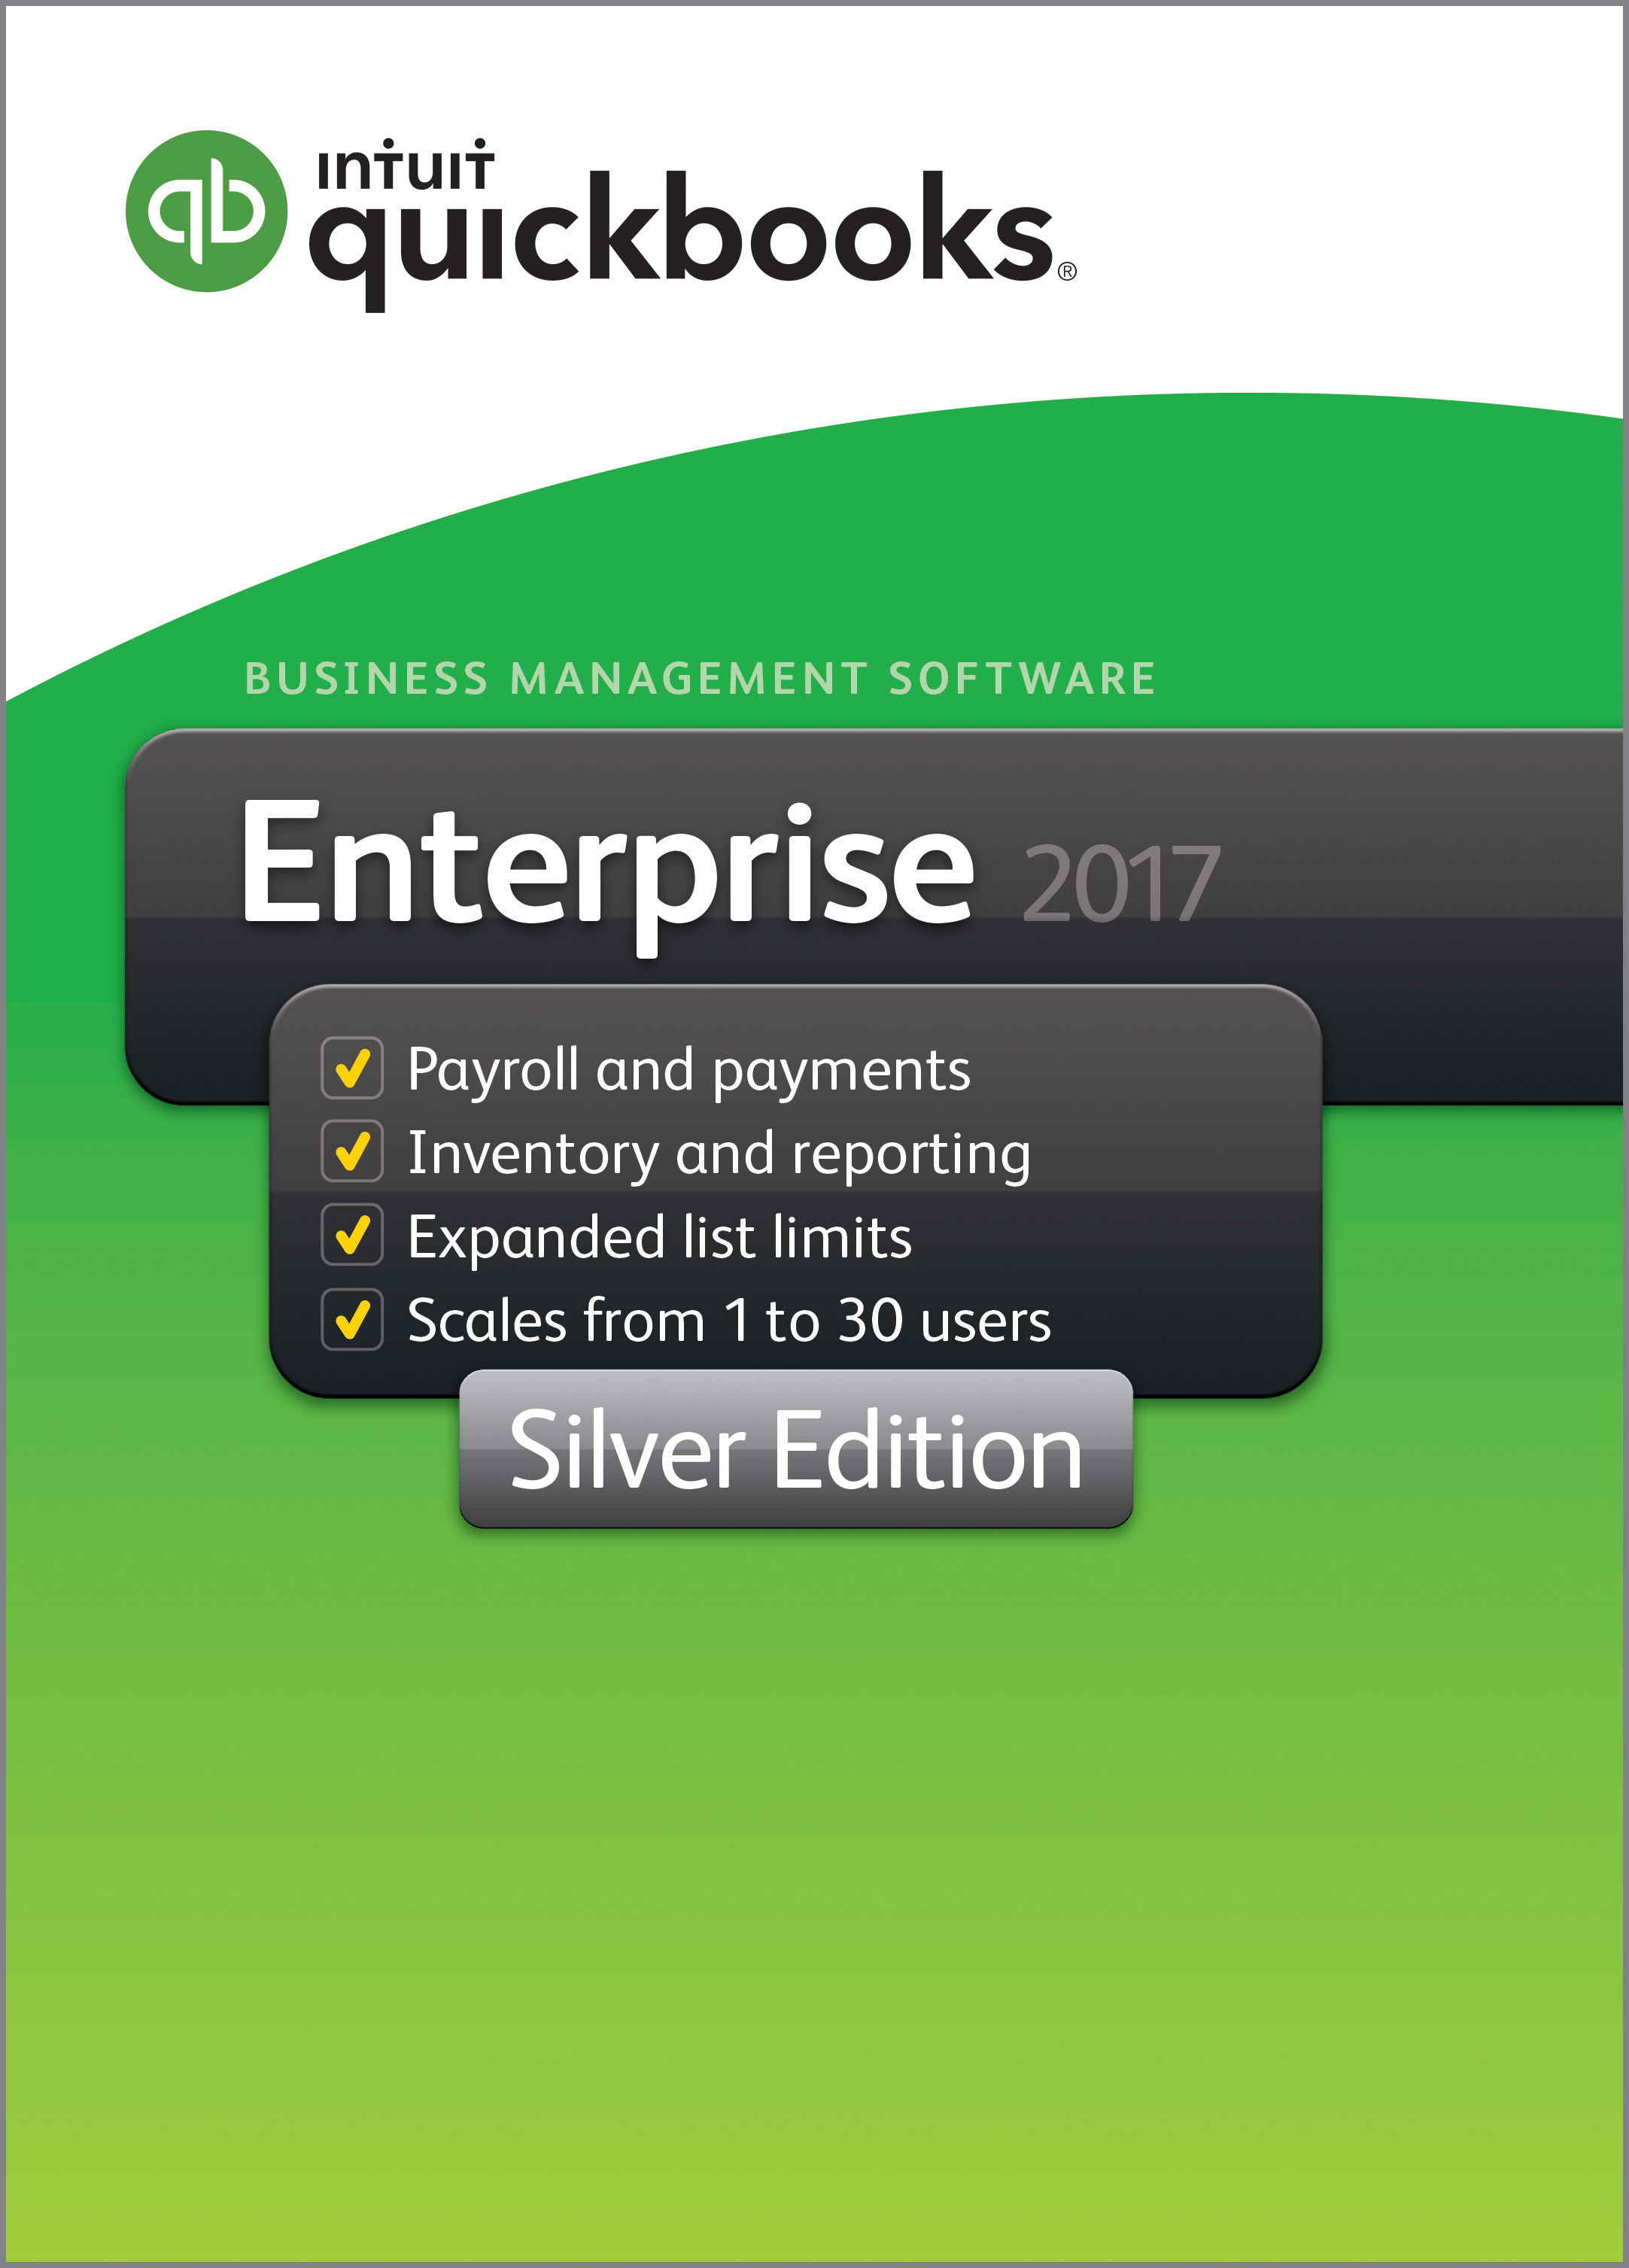 intuit
quickbooks®
BUSINESS MANAGEMENT SOFTWARE
Enterprise 2017
Payroll and payments
Inventory and reporting
Expanded list limits
Scales from 1 to 30 users
Silver Edition